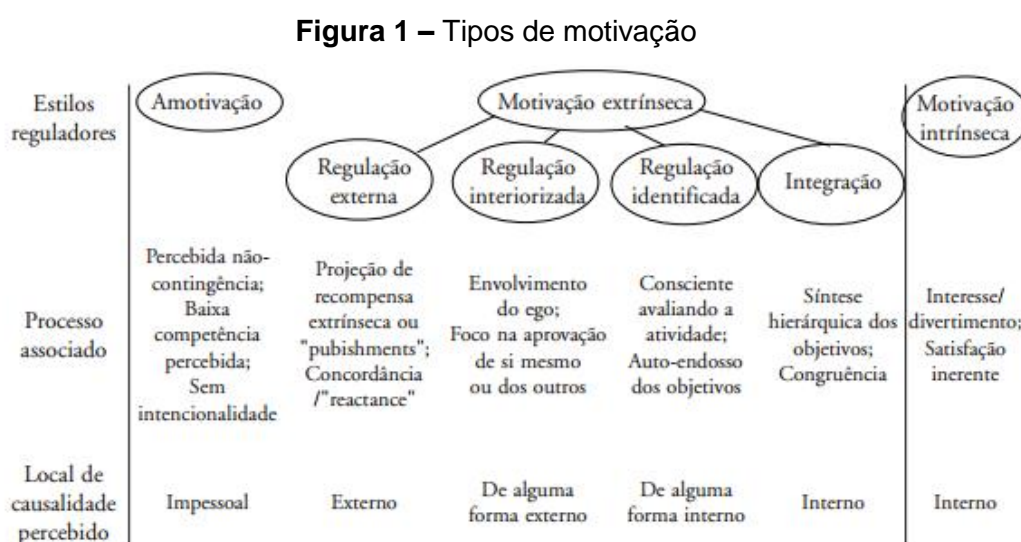 Figura 1 – Tipos de motivação
Estilos
reguladores
Amotivação
Motivação extrínseca
Motivação
intrínseca
Regulação
externa
Regulação
interiorizada
Regulação
identificada
Integração
Processo
associado
Percebida não-
contingência;
Baixa
competência
percebida;
Sem
intencionalidade
Projeção de
recompensa
extrínseca ou
"pubishments";
Concordância
/"reactance"
Envolvimento
do ego;
Foco na aprovação
de si mesmo
ou dos outros
Consciente
avaliando a
atividade;
Auto-endosso
dos objetivos
Síntese
hierárquica dos
objetivos;
Congruência
Interesse/
divertimento;
Satisfação
inerente
Local de
causalidade
percebido
Impessoal
Externo
De alguma
forma externo
De alguma
forma interno
Interno
Interno